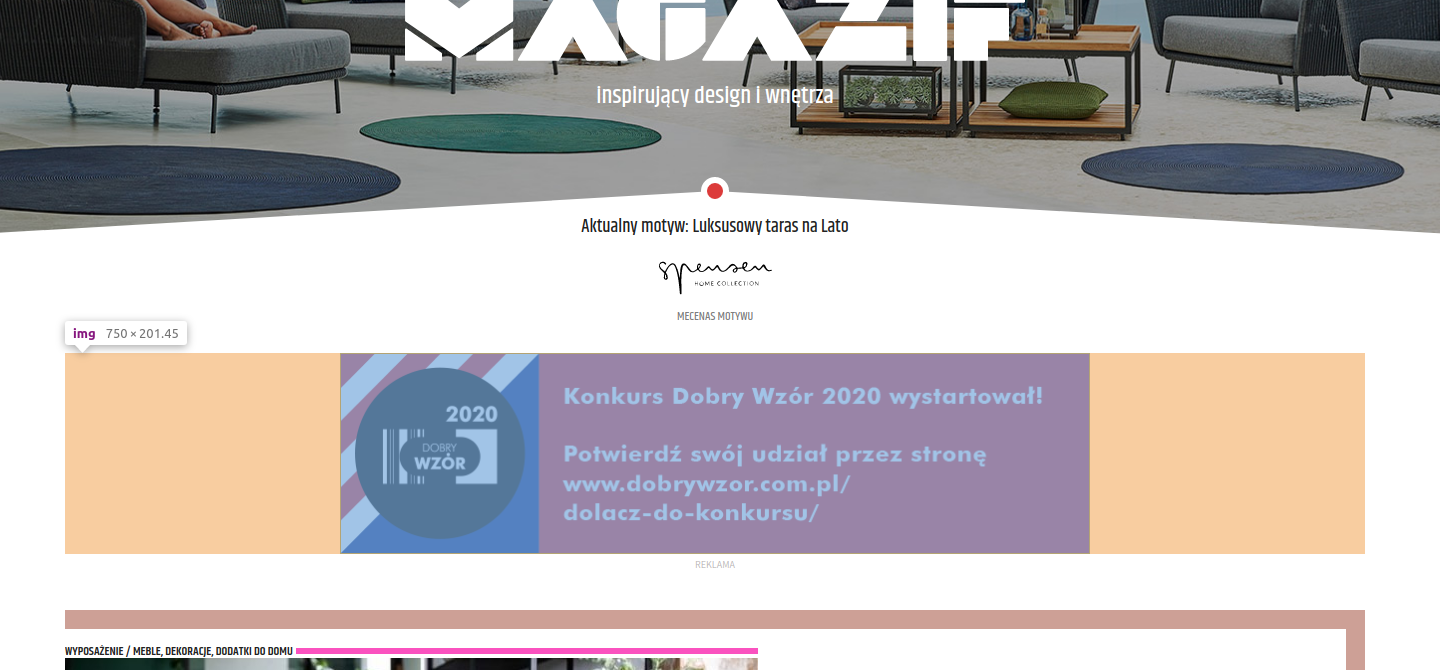 MAGAZIF
inspirujący design i wnętrza
Aktualny motyw: Luksusowy taras na Lato
spensen
HOME COLLECTION
MECENAS MOTYWU
img 750 × 201.45
2020
DOBRY
WZÓR
Konkurs Dobry Wzór 2020 wystartował!
Potwierdź swój udział przez stronę
www.dobrywzor.com.pl/
dolacz-do-konkursu/
REKLAMA
WYPOSAŻENIE / MEBLE, DEKORACJE, DODATKI DO DOMU